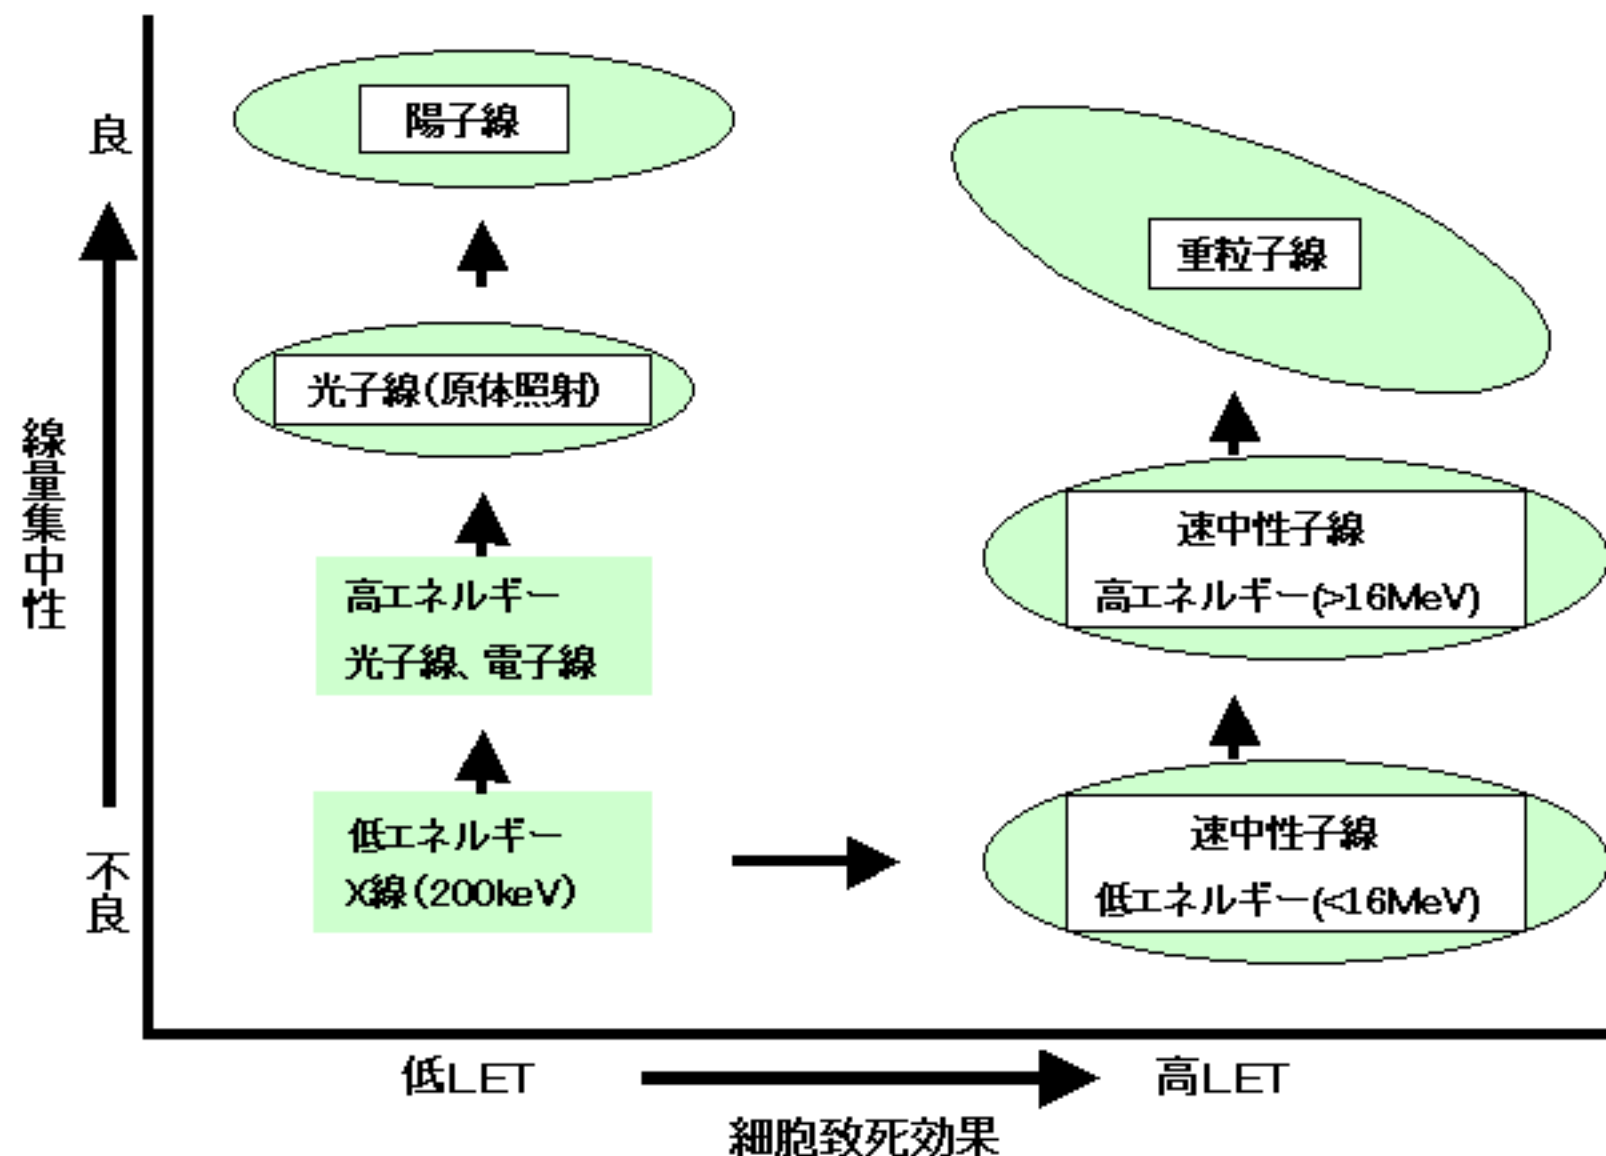 良
線量集中性
不良
陽子線
光子線(原体照射)
高エネルギー
光子線、電子線
低エネルギー
X線(200keV)
重粒子線
速中性子線
高エネルギー(>16MeV)
速中性子線
低エネルギー(<16MeV)
低LET
高LET
細胞致死効果